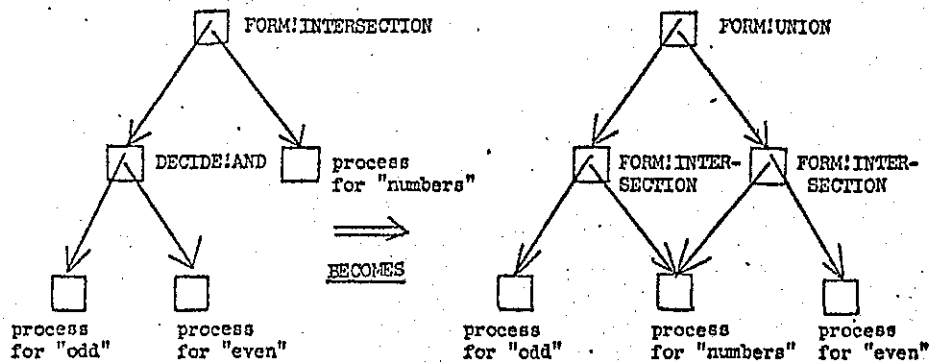 FORM!INTERSECTION
DECIDE!AND
process
for "numbers"
process
for "odd"
process
for "even"
BECOMES
FORM!UNION
FORM!INTER-
SECTION
FORM!INTER-
SECTION
process
for "odd"
process
for "numbers"
process
for "even"